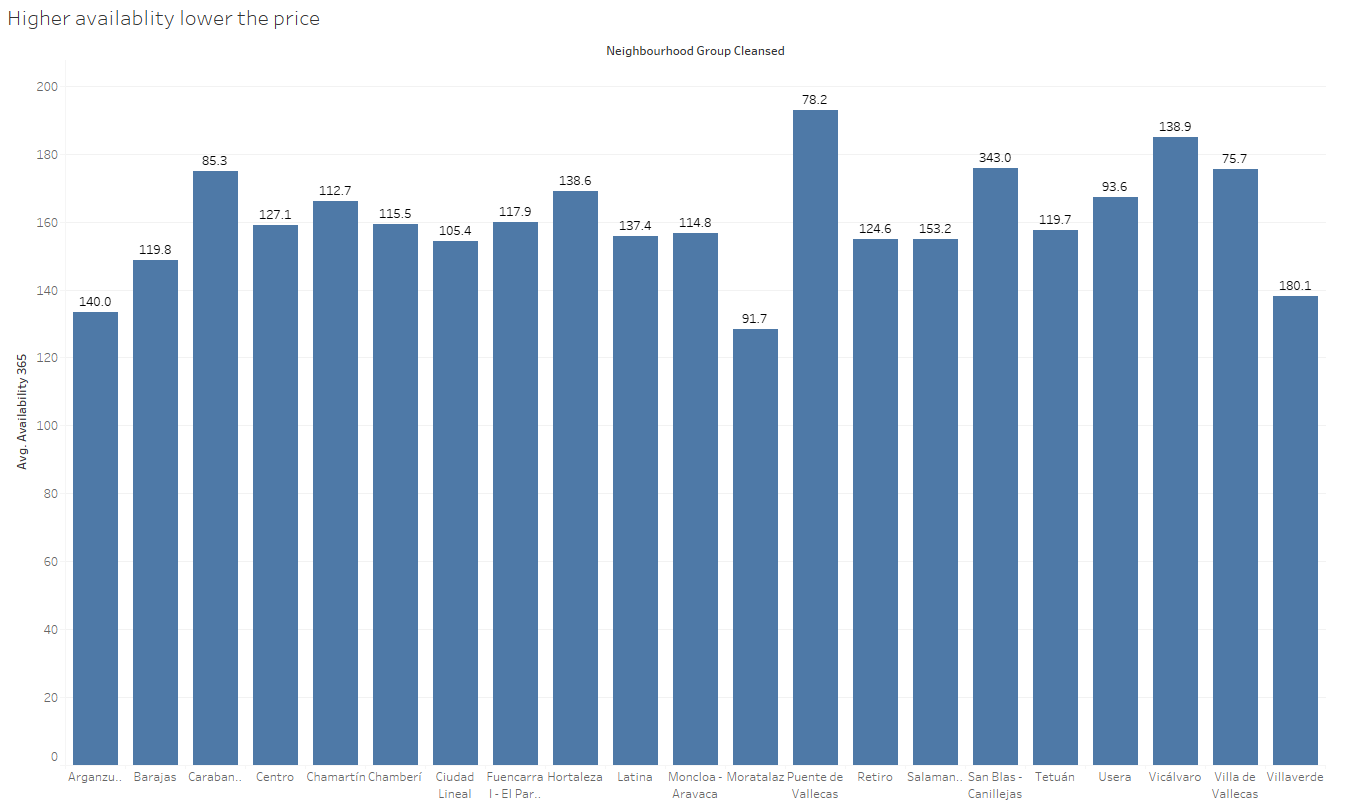 Higher availablity lower the price
Neighbourhood Group Cleansed
200
180
160
140
120
100
80
60
40
20
0
Avg. Availability 365
140.0
119.8
85.3
127.1
112.7
115.5
105.4
117.9
138.6
137.4
114.8
91.7
78.2
124.6
153.2
343.0
119.7
93.6
138.9
75.7
180.1
Arganzu..
Barajas
Caraban..
Centro
Chamartín
Chamberí
Ciudad
Lineal
Fuencarra
l - El Par..
Hortaleza
Latina
Moncloa -
Aravaca
Moratalaz
Puente de
Vallecas
Retiro
Salaman..
San Blas -
Canillejas
Tetuán
Usera
Vicálvaro
Villa de
Vallecas
Villaverde